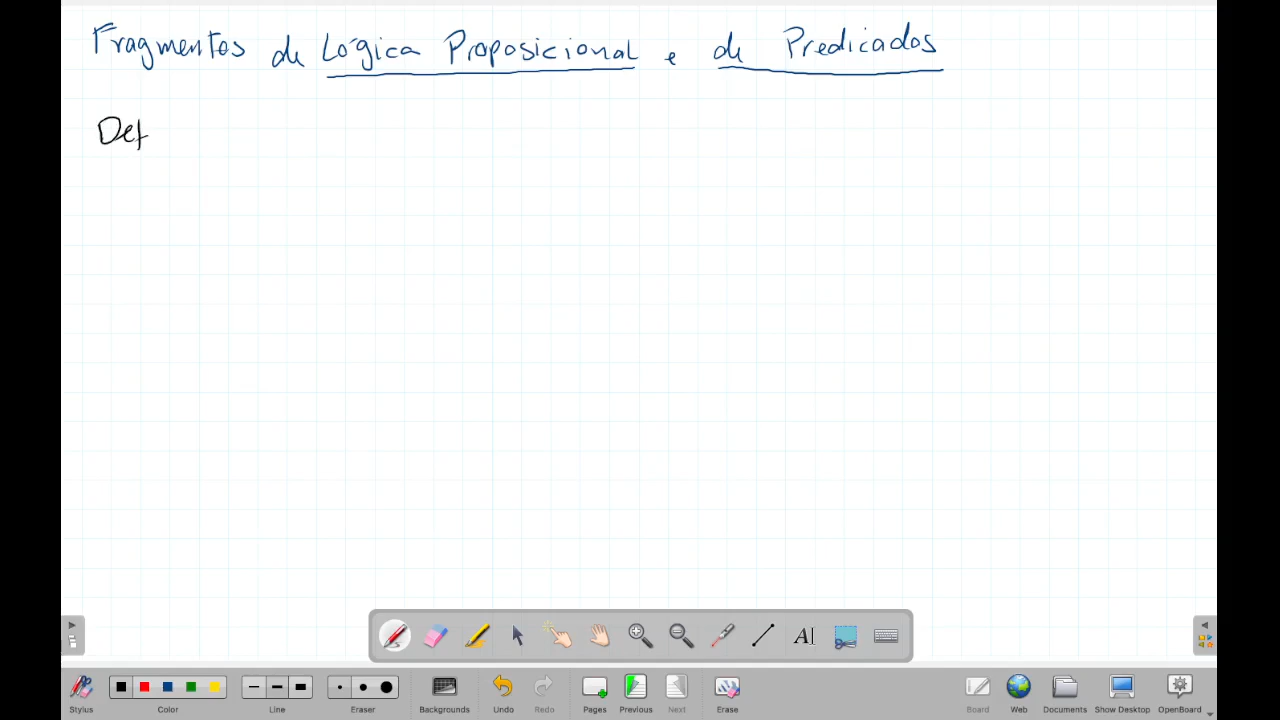 Fragmentos de Lógica Proposicional e de Predicados
Def
Stylus
Color
Line
Eraser
Backgrounds
Undo
Redo
Pages
Previous
Next
Erase
Board
Web
Documents
Show Desktop
OpenBoard